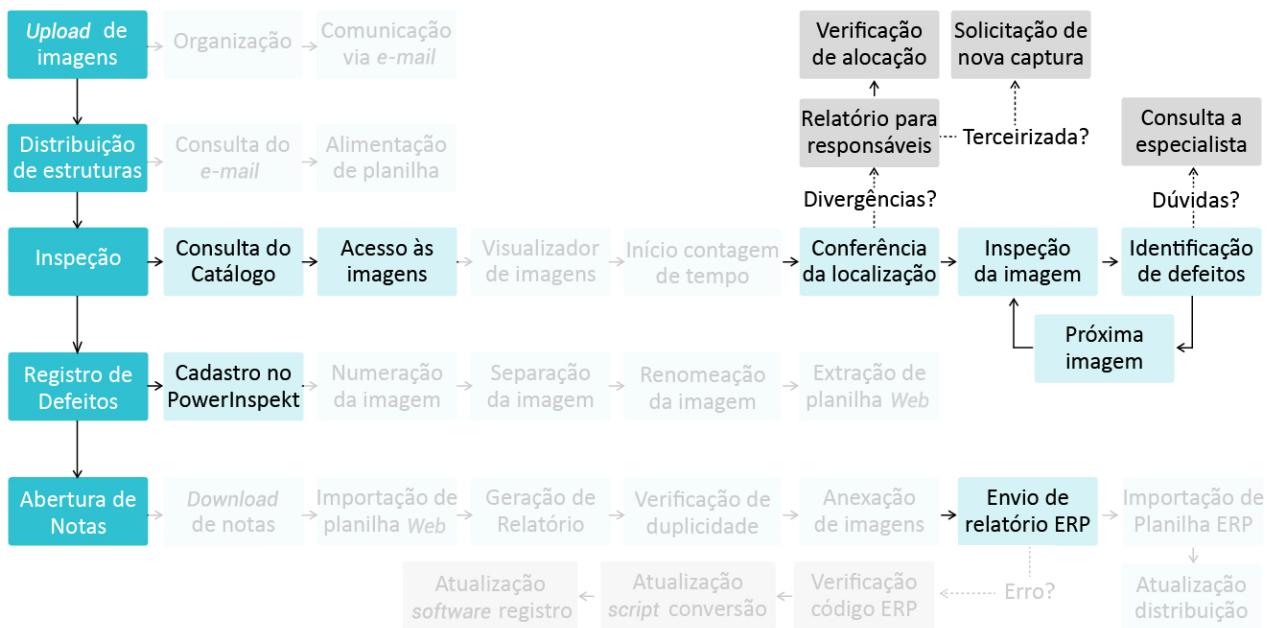 Upload de
imagens
Organização
Comunicação
via e-mail
Verificação
de alocação
Solicitação de
nova captura
Relatório para
responsáveis
Terceirizada?
Consulta a
especialista
Distribuição
de estruturas
Consulta do
e-mail
Alimentação
de planilha
Divergências?
Dúvidas?
Inspeção
Consulta do
Catálogo
Acesso às
imagens
Visualizador
de imagens
Início contagem
de tempo
Conferência
da localização
Inspeção
da imagem
Identificação
de defeitos
Próxima
imagem
Registro de
Defeitos
Cadastro no
PowerInspekt
Numeração
da imagem
Separação
da imagem
Renomeação
da imagem
Extração de
planilha Web
Abertura de
Notas
Download
de notas
Importação de
planilha Web
Geração de
Relatório
Verificação de
duplicidade
Anexação
de imagens
Envio de
relatório ERP
Importação de
Planilha ERP
Atualização
software registro
Atualização
script conversão
Verificação
código ERP
Erro?
Atualização
distribuição